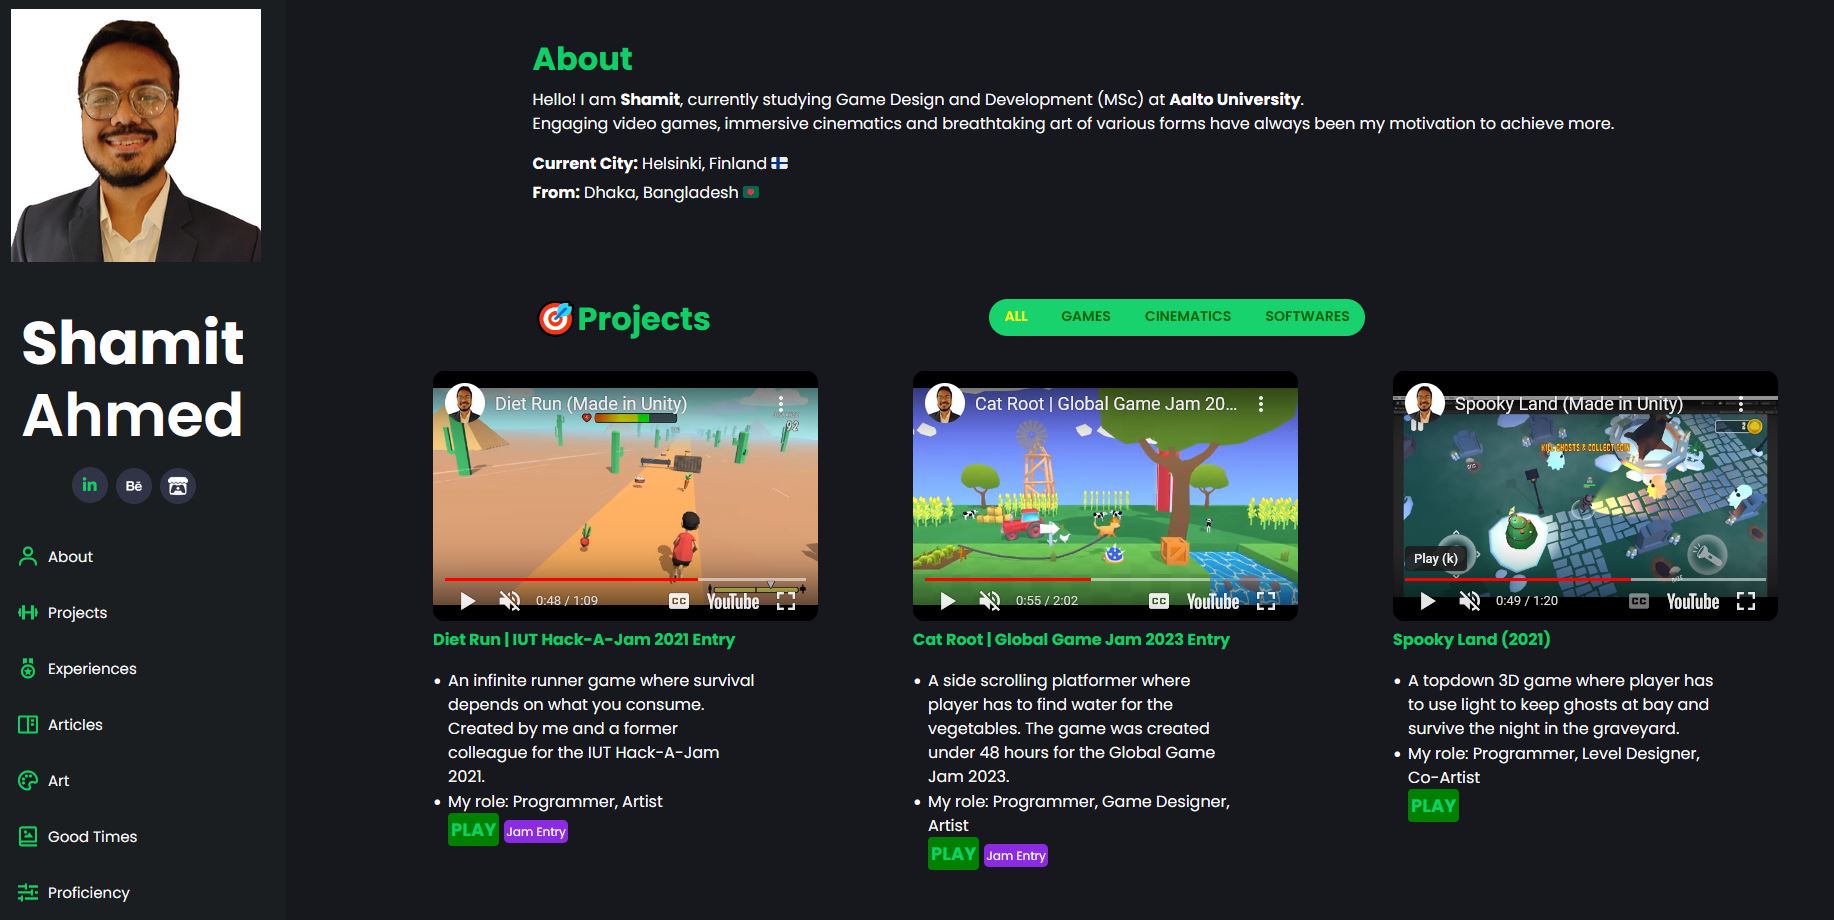 Shamit
Ahmed
in
Bē
About
Projects
Experiences
Articles
Art
Good Times
Proficiency
About
Hello! I am Shamit, currently studying Game Design and Development (MSc) at Aalto University.
Engaging video games, immersive cinematics and breathtaking art of various forms have always been my motivation to achieve more.
Current City: Helsinki, Finland
From: Dhaka, Bangladesh
Projects
ALL GAMES CINEMATICS SOFTWARES
Diet Run (Made in Unity)
92
0:48 / 1:09 CC YouTube
Diet Run | IUT Hack-A-Jam 2021 Entry
• An infinite runner game where survival
depends on what you consume.
Created by me and a former
colleague for the IUT Hack-A-Jam
2021.
• My role: Programmer, Artist
PLAY Jam Entry
Cat Root | Global Game Jam 20...
0:55 / 2:02 CC YouTube
Cat Root | Global Game Jam 2023 Entry
• A side scrolling platformer where
player has to find water for the
vegetables. The game was created
under 48 hours for the Global Game
Jam 2023.
• My role: Programmer, Game Designer,
Artist
PLAY Jam Entry
Spooky Land (Made in Unity)
2
KILL GHOSTS & COLLECT COIN
Play (k)
0:49 / 1:20 CC YouTube
Spooky Land (2021)
• A topdown 3D game where player has
to use light to keep ghosts at bay and
survive the night in the graveyard.
• My role: Programmer, Level Designer,
Co-Artist
PLAY